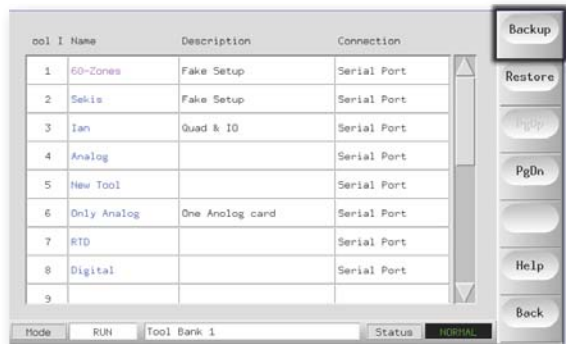 ool I Name Description Connection
1 60-Zones Fake Setup Serial Port
2 Sekis Fake Setup Serial Port
3 Ian Quad & IO Serial Port
4 Analog Serial Port
5 New Tool Serial Port
6 Only Analog One Anolog card Serial Port
7 RTD Serial Port
8 Digital Serial Port
9
Mode RUN Tool Bank 1 Status NORMAL
Backup
Restore
PgUp
PgDn
Help
Back